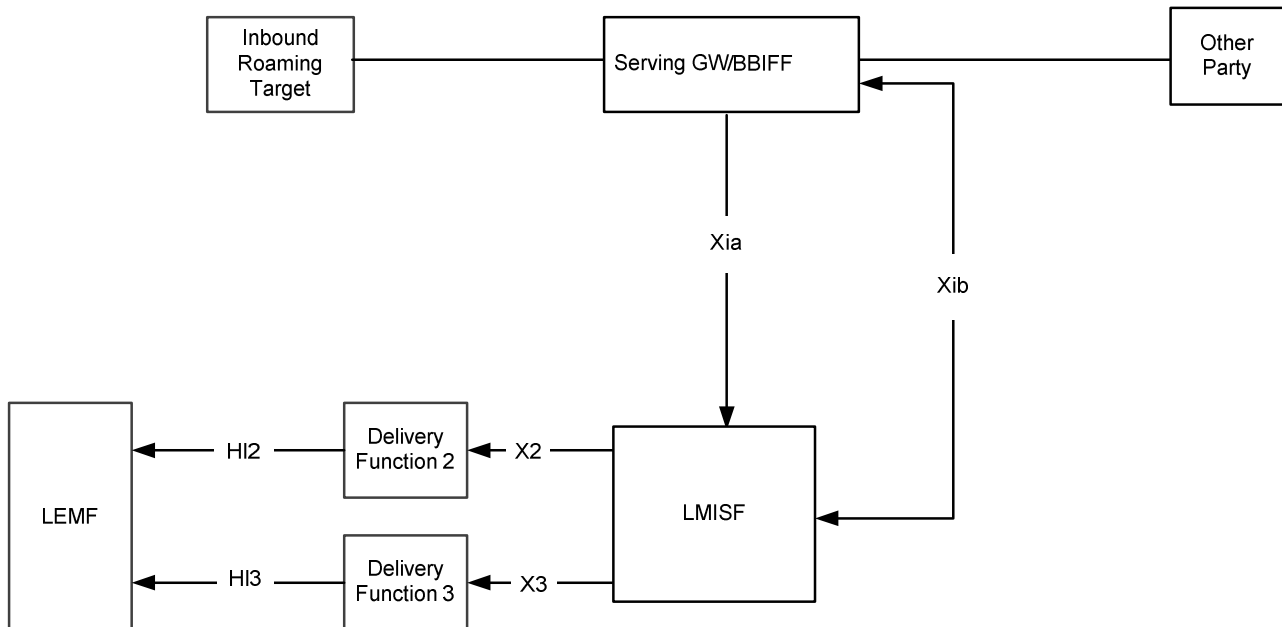 Inbound
Roaming
Target
Serving GW/BBIFF
Other
Party
Xia
Xib
HI2
Delivery
Function 2
X2
LEMF
LMISF
HI3
Delivery
Function 3
X3